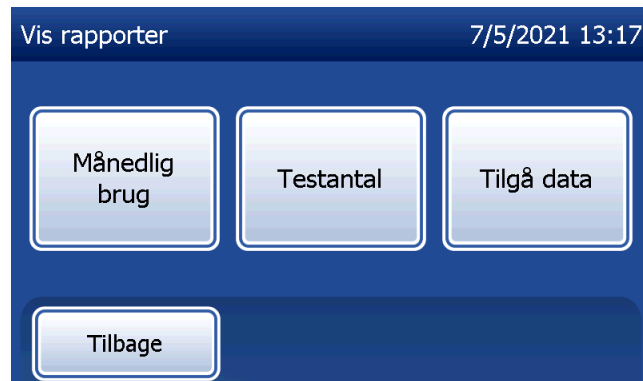 Vis rapporter 7/5/2021 13:17
Månedlig
brug
Testantal
Tilgå data
Tilbage